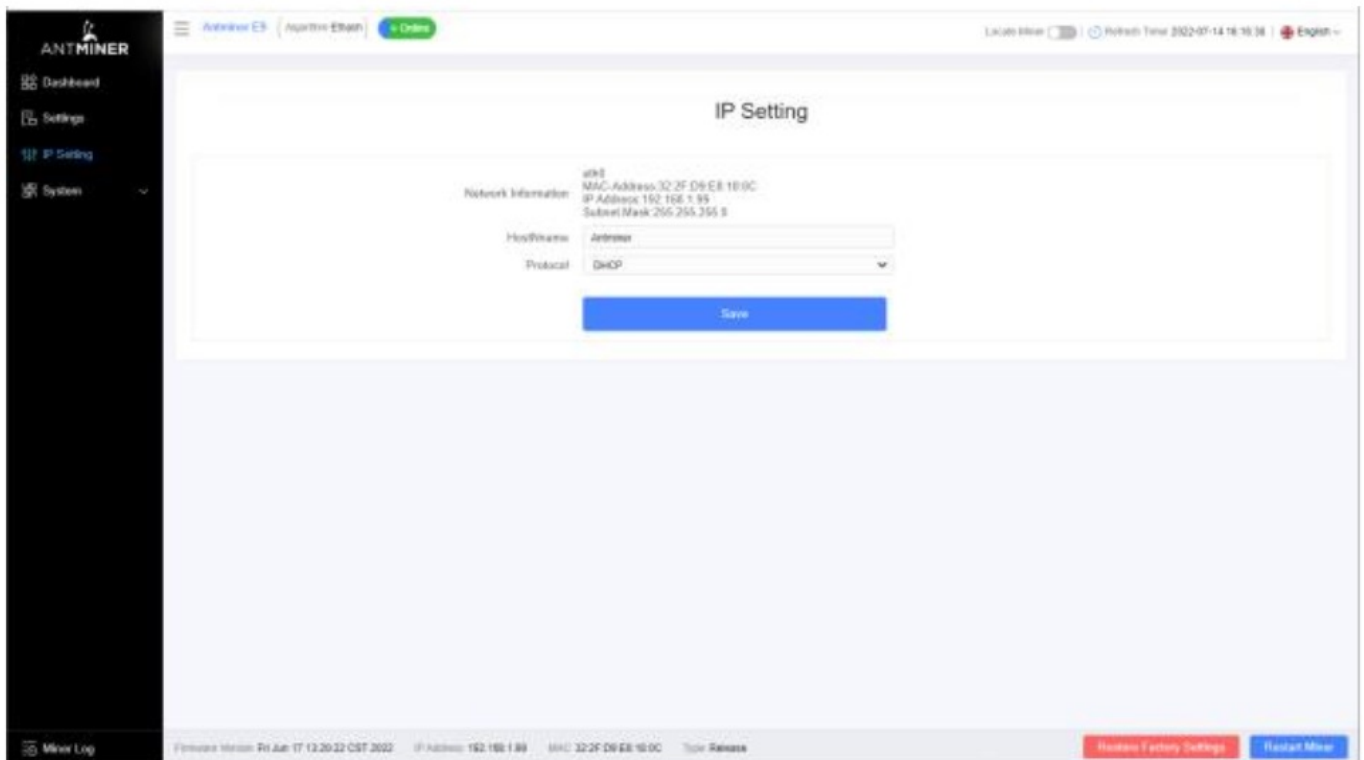 ANTMINER
Antminer E9 (Algorithm Ethash) Online
Locate Miner Refresh Time 2022-07-14 16:16:36 English
Dashboard
Settings
IP Setting
System
IP Setting
Network Information
eth0
MAC-Address:32:2F:D9:E8:18:0C
IP Address:192.168.1.99
Subnet Mask:255.255.255.0
Antminer
Protocol DHCP
Save
Miner Log
Firmware Version Fri Jun 17 13:20:22 CST 2022 IP Address: 192.168.1.99 MAC: 32:2F:D9:E8:18:0C Type: Release
Restore Factory Settings Restart Miner